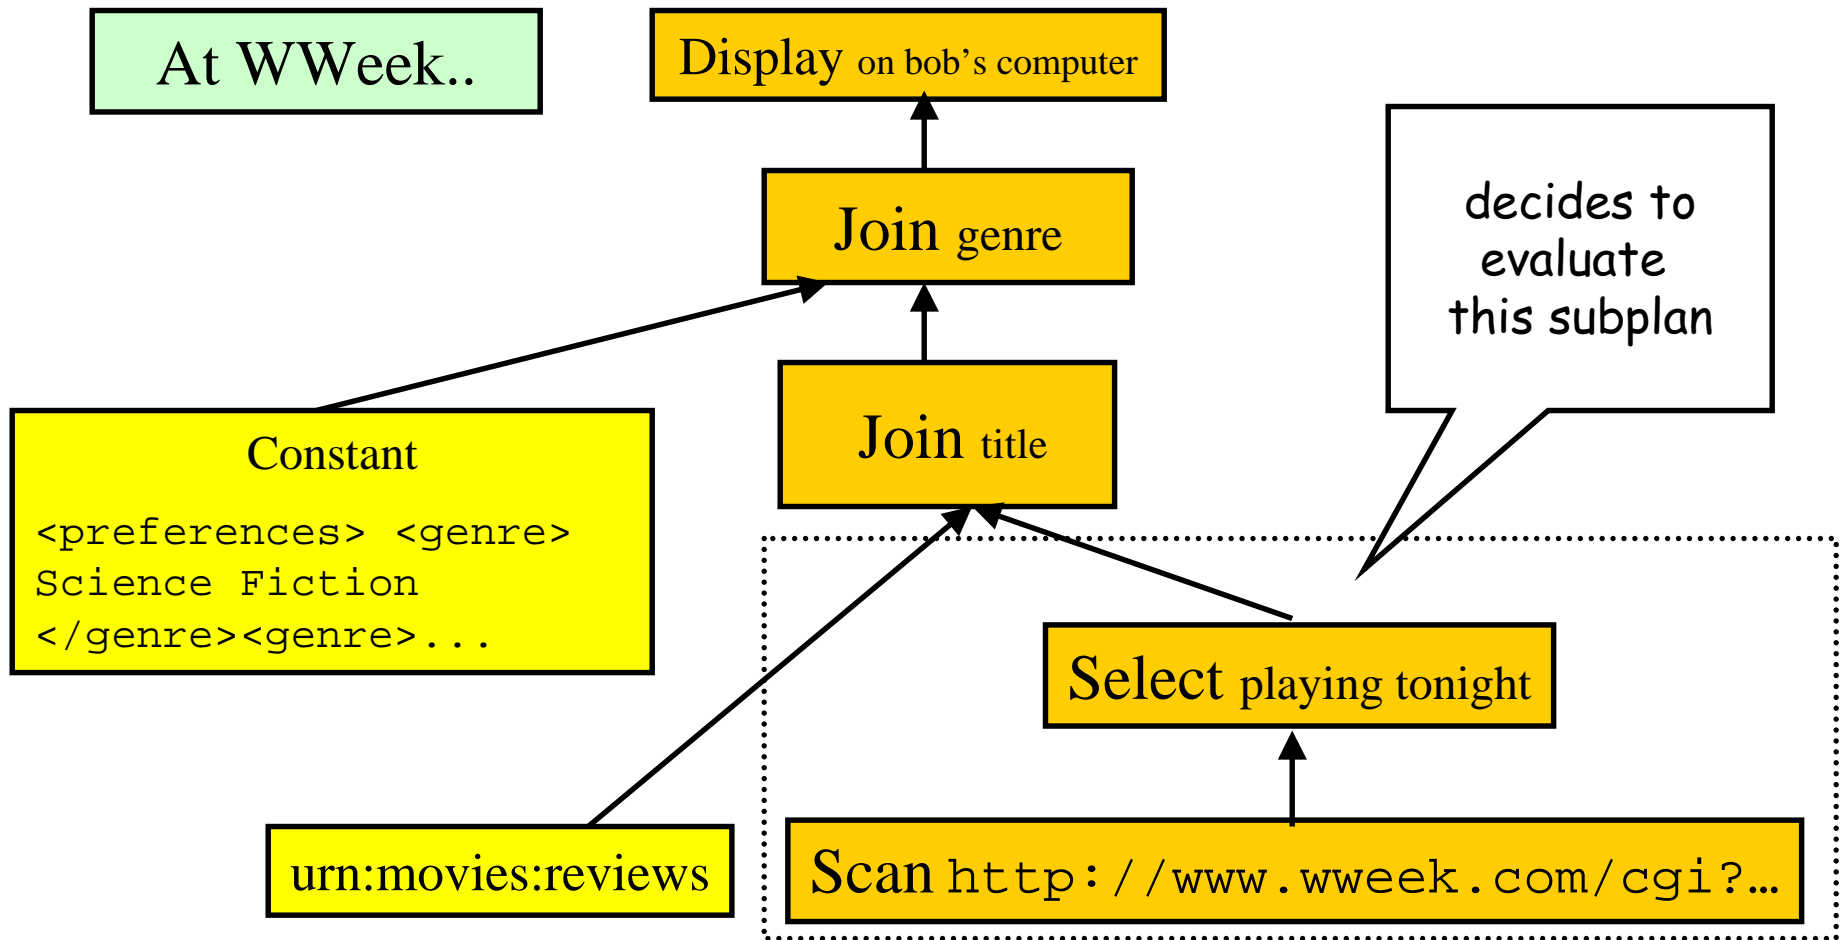 At WWeek..
Display on bob's computer
decides to
evaluate
this subplan
Join genre
Join title
Constant
<preferences> <genre>
Science Fiction
</genre><genre>...
Select playing tonight
urn:movies:reviews
Scan http://www.wweek.com/cgi?…